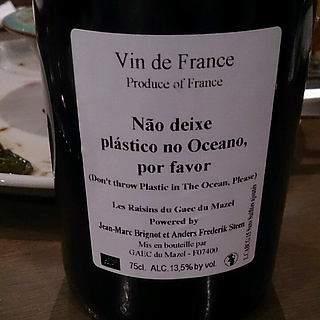 Vin de France
Produce of France
Não deixe
plástico no Oceano,
por favor
(Don't throw Plastic in The Ocean, Please)
Les Raisins du Gaec du Mazel
Powered by
Jean-Marc Brignot et Anders Frederik Steen
Mis en bouteille par
GAEC du Mazel - F07400
75cl. ALC. 13,5% by vol.